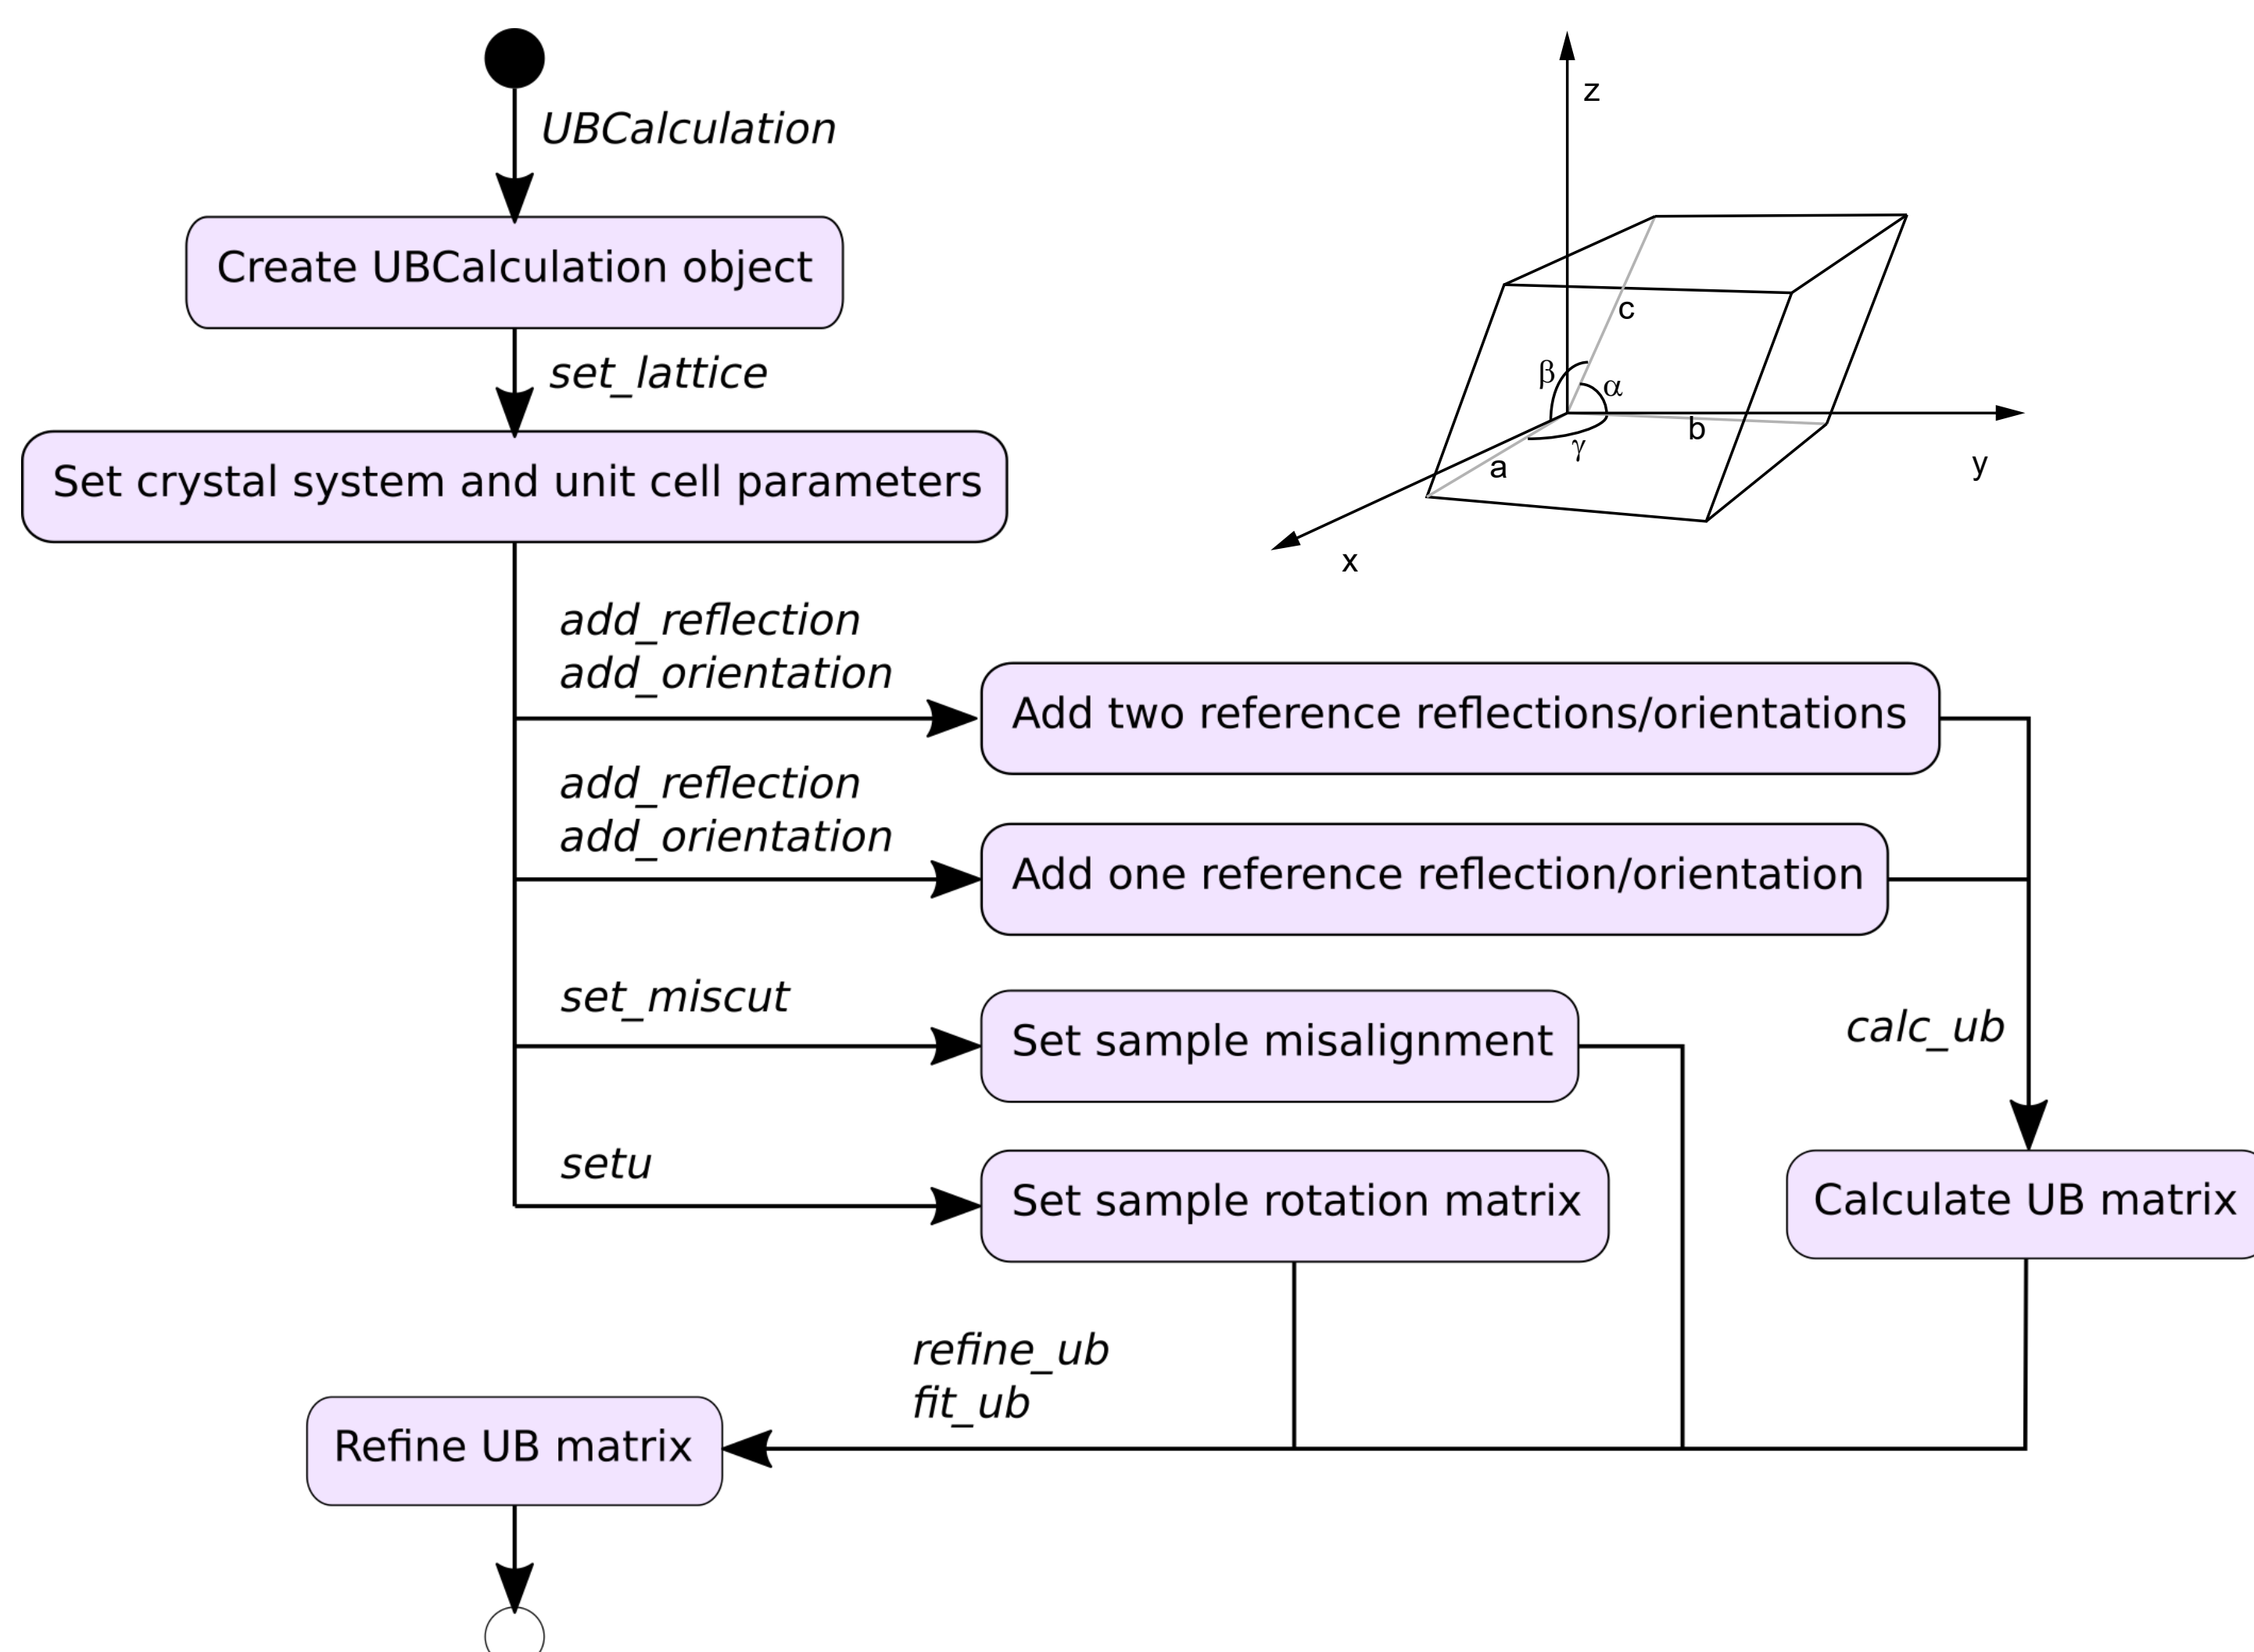 UBCalculation
Create UBCalculation object
set_lattice
Set crystal system and unit cell parameters
z
c
β
α
b
γ
a
y
x
add_reflection
add_orientation
Add two reference reflections/orientations
add_reflection
add_orientation
Add one reference reflection/orientation
set_miscut
Set sample misalignment
calc_ub
setu
Set sample rotation matrix
Calculate UB matrix
refine_ub
fit_ub
Refine UB matrix